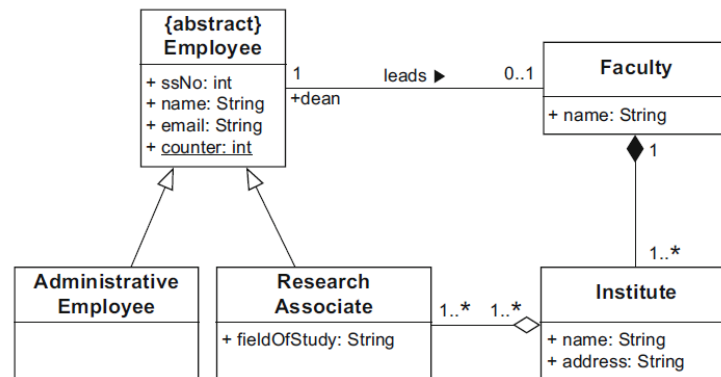 {abstract}
Employee
+ ssNo: int
+ name: String
+ email: String
+ counter: int
1
+dean
leads ▶
0..1
Faculty
+ name: String
1
1..*
Administrative
Employee
Research
Associate
+ fieldOfStudy: String
1..*
1..*
Institute
+ name: String
+ address: String